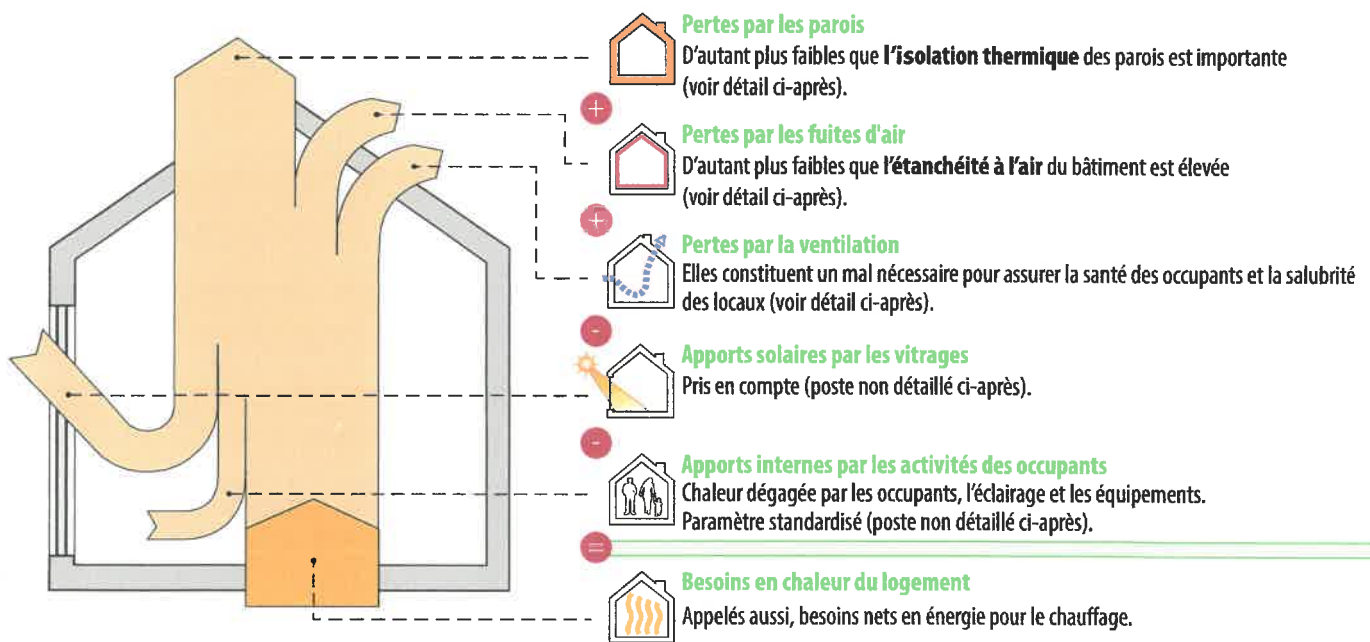 Pertes par les parois
D'autant plus faibles que l'isolation thermique des parois est importante
(voir détail ci-après).
+
Pertes par les fuites d'air
D'autant plus faibles que l'étanchéité à l'air du bâtiment est élevée
(voir détail ci-après).
+
Pertes par la ventilation
Elles constituent un mal nécessaire pour assurer la santé des occupants et la salubrité
des locaux (voir détail ci-après).
-
Apports solaires par les vitrages
Pris en compte (poste non détaillé ci-après).
-
Apports internes par les activités des occupants
Chaleur dégagée par les occupants, l'éclairage et les équipements.
Paramètre standardisé (poste non détaillé ci-après).
=
Besoins en chaleur du logement
Appelés aussi, besoins nets en énergie pour le chauffage.